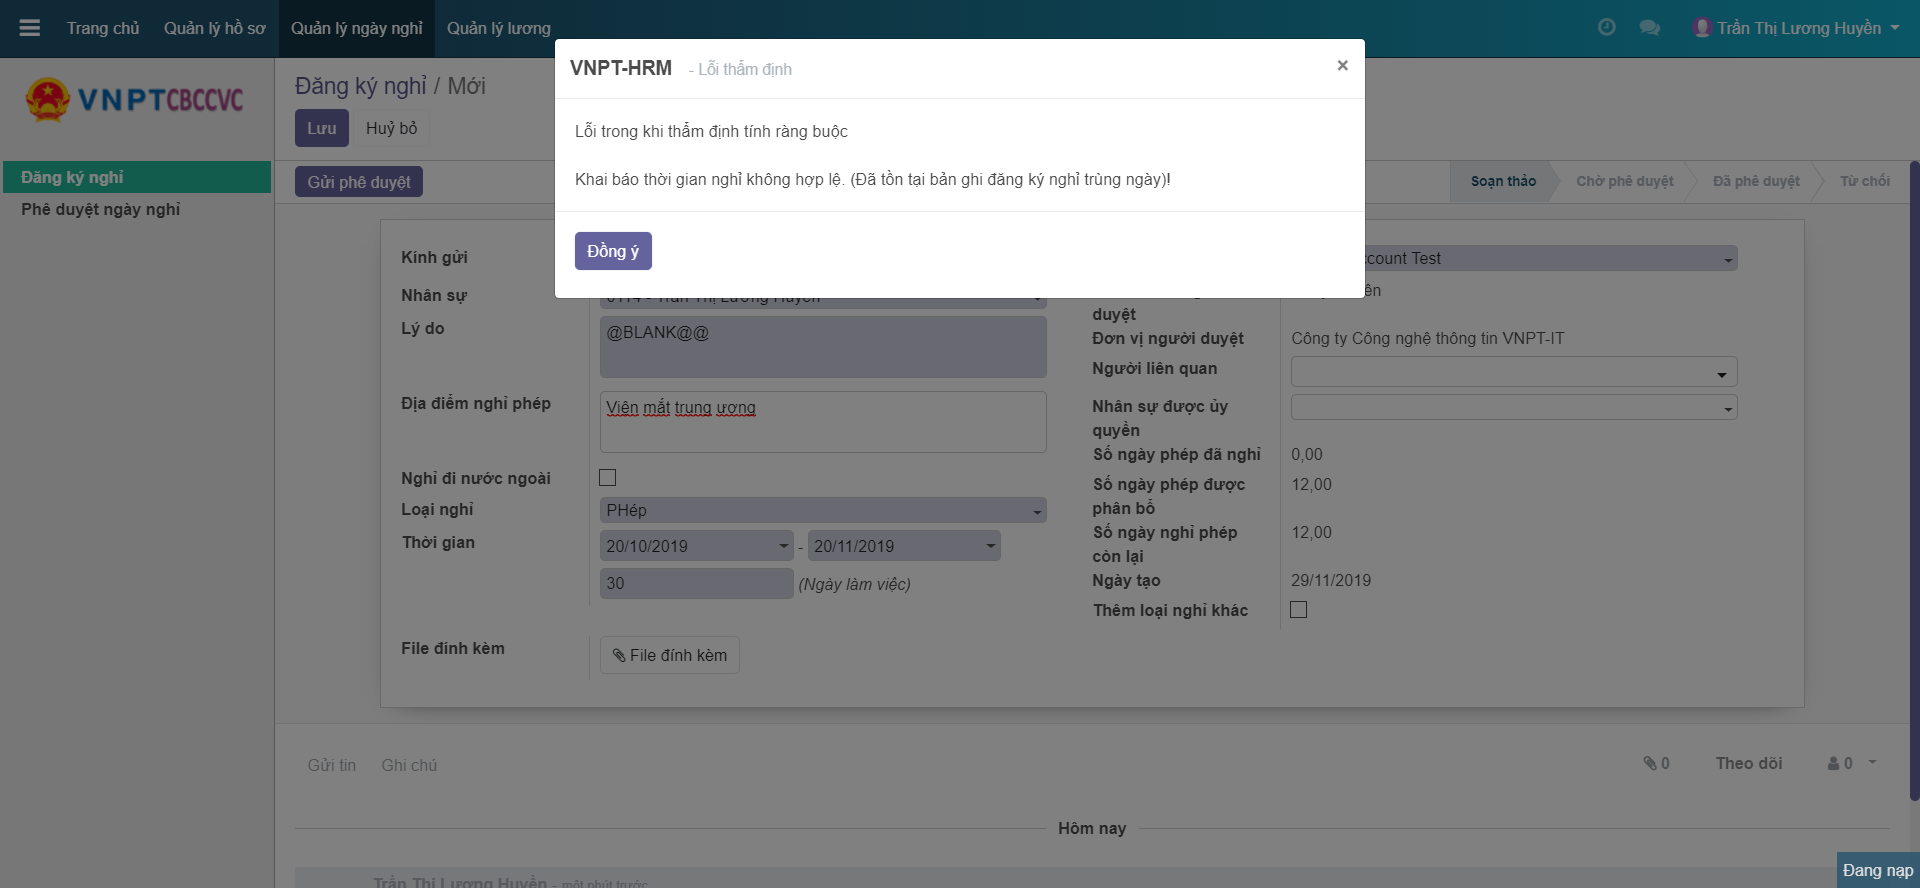 Trang chủ Quản lý hồ sơ Quản lý ngày nghỉ Quản lý lương Trần Thị Lương Huyền
VNPT CBCCVC
Đăng ký nghỉ
Phê duyệt ngày nghỉ
Đăng ký nghỉ / Mới
Lưu Huỷ bỏ
Gửi phê duyệt
Soạn thảo Chờ phê duyệt Đã phê duyệt Từ chối
VNPT-HRM - Lỗi thẩm định ×
Lỗi trong khi thẩm định tính ràng buộc
Khai báo thời gian nghỉ không hợp lệ. (Đã tồn tại bản ghi đăng ký nghỉ trùng ngày)!
Đồng ý
Kính gửi
Nhân sự 0114 - Trần Thị Lương Huyền
Lý do @BLANK@@
Địa điểm nghỉ phép Viện mắt trung ương
Nghỉ đi nước ngoài
Loại nghỉ PHép
Thời gian 20/10/2019 - 20/11/2019
30 (Ngày làm việc)
File đính kèm File đính kèm
count Test
duyệt
Đơn vị người duyệt Công ty Công nghệ thông tin VNPT-IT
Người liên quan
Nhân sự được ủy
quyền
Số ngày phép đã nghỉ 0,00
Số ngày phép được 12,00
phân bổ
Số ngày nghỉ phép 12,00
còn lại
Ngày tạo 29/11/2019
Thêm loại nghỉ khác
Gửi tin Ghi chú 0 Theo dõi 0
Hôm nay
Trần Thị Lương Huyền - một phút trước
Đang nạp